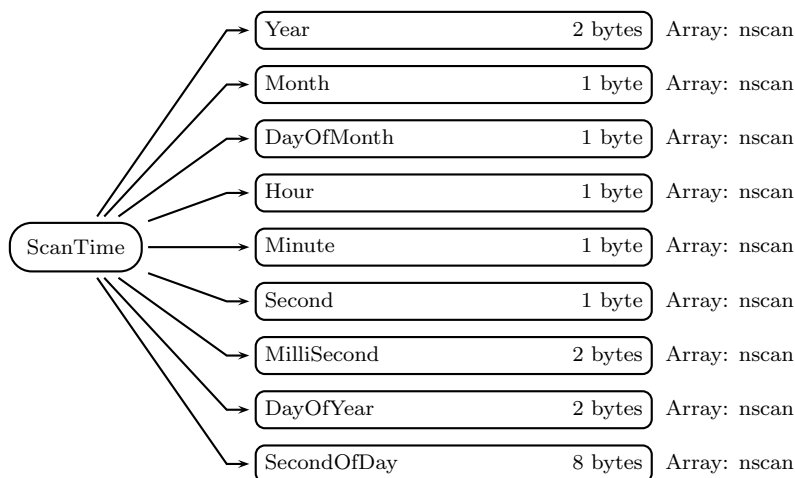 Year 2 bytes Array: nscan
Month 1 byte Array: nscan
DayOfMonth 1 byte Array: nscan
Hour 1 byte Array: nscan
ScanTime Minute 1 byte Array: nscan
Second 1 byte Array: nscan
MilliSecond 2 bytes Array: nscan
DayOfYear 2 bytes Array: nscan
SecondOfDay 8 bytes Array: nscan